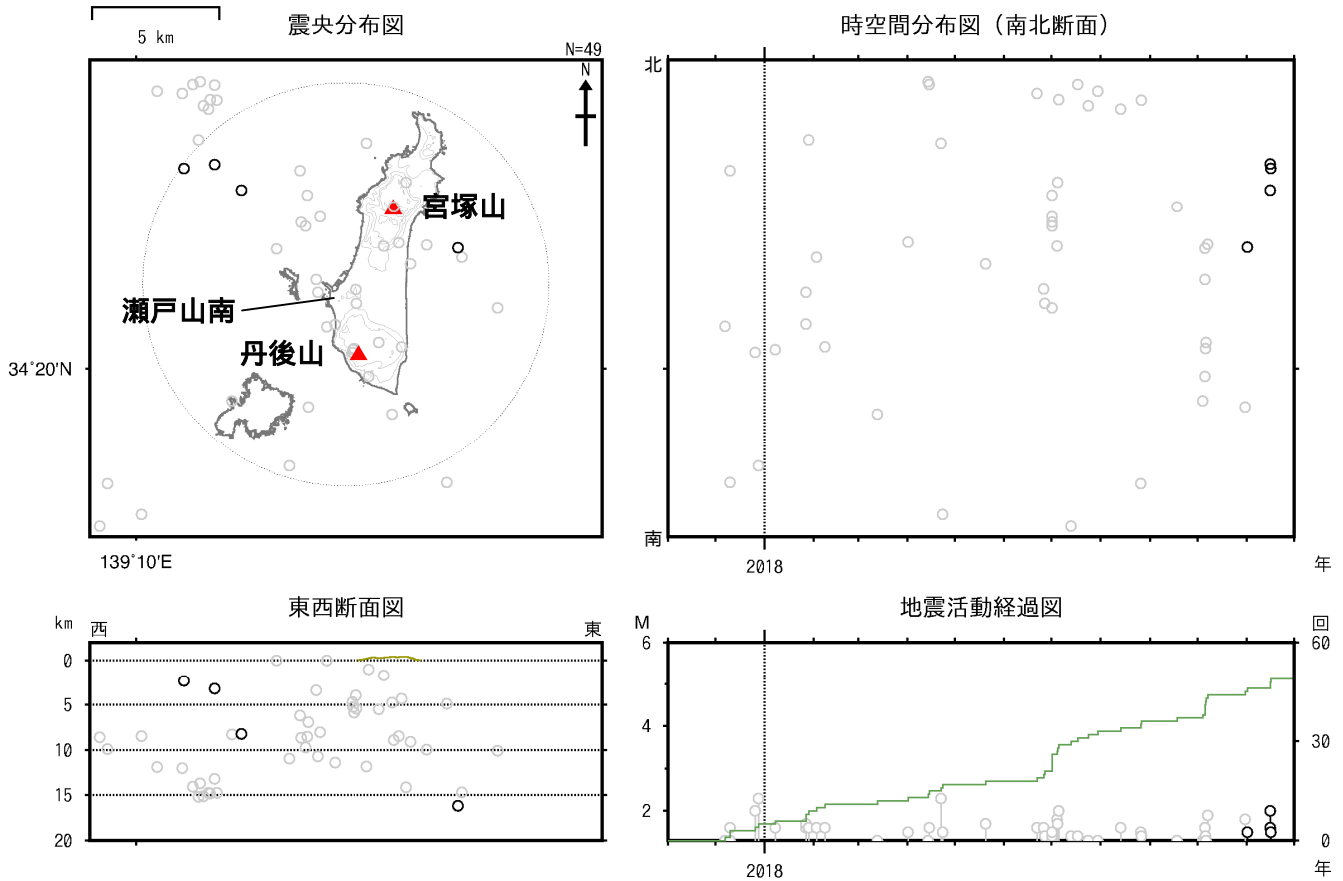 震央分布図
5 km
N=49
N
宮塚山
瀬戸山南
丹後山
34°20'N
139°10'E
時空間分布図（南北断面）
北
南
2018
年
東西断面図
km
西
東
0
5
10
15
20
地震活動経過図
M
回
6
60
4
30
2
0
2018
年